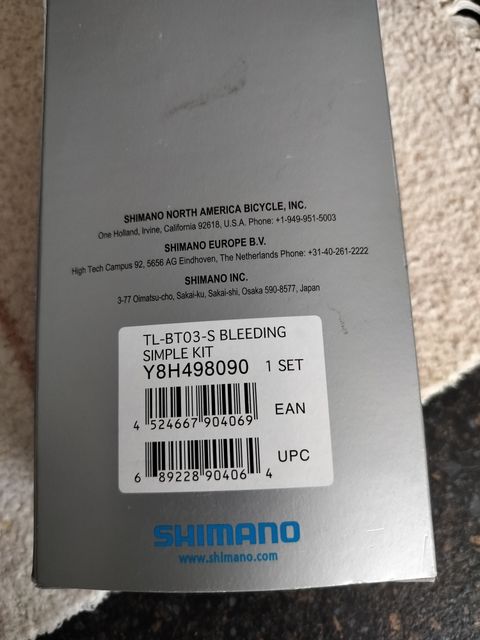 SHIMANO NORTH AMERICA BICYCLE, INC.
One Holland, Irvine, California 92618, U.S.A. Phone: +1-949-951-5003
SHIMANO EUROPE B.V.
High Tech Campus 92, 5656 AG Eindhoven, The Netherlands Phone: +31-40-261-2222
SHIMANO INC.
3-77 Oimatsu-cho, Sakai-ku, Sakai-shi, Osaka 590-8577, Japan
TL-BT03-S BLEEDING
SIMPLE KIT
Y8H498090 1 SET
EAN
4 524667 904069
UPC
6 89228 90406 4
SHIMANO
www.shimano.com